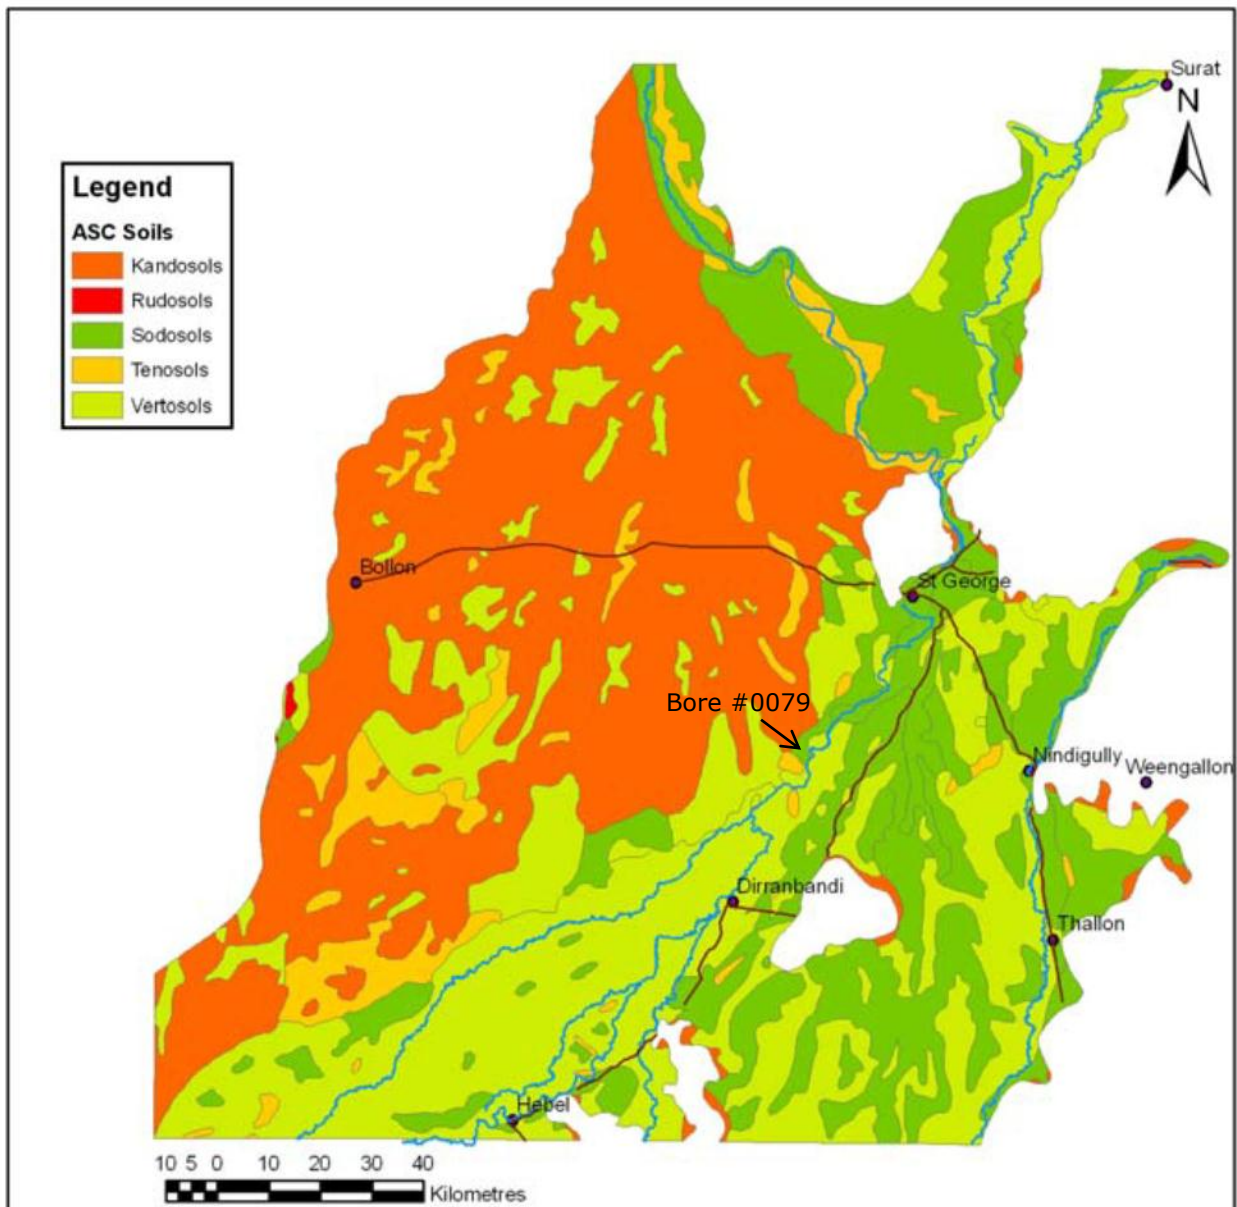 Surat
N
Legend
ASC Soils
Kandosols
Rudosols
Sodosols
Tenosols
Vertosols
Bollon
St George
Bore #0079
Nindigully
Weengallon
Dirranbandi
Thallon
Hebel
10 5 0 10 20 30 40
Kilometres